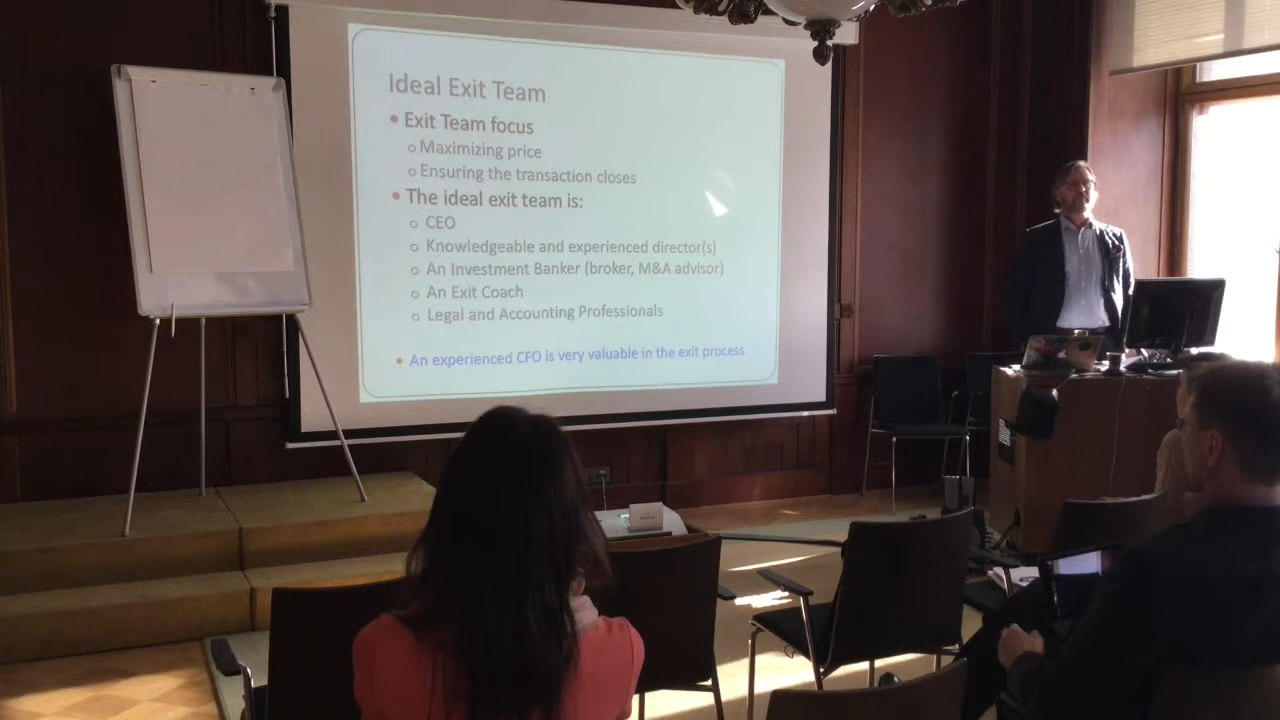 Ideal Exit Team
• Exit Team focus
○ Maximizing price
○ Ensuring the transaction closes
• The ideal exit team is:
○ CEO
○ Knowledgeable and experienced director(s)
○ An Investment Banker (broker, M&A advisor)
○ An Exit Coach
○ Legal and Accounting Professionals
• An experienced CFO is very valuable in the exit process